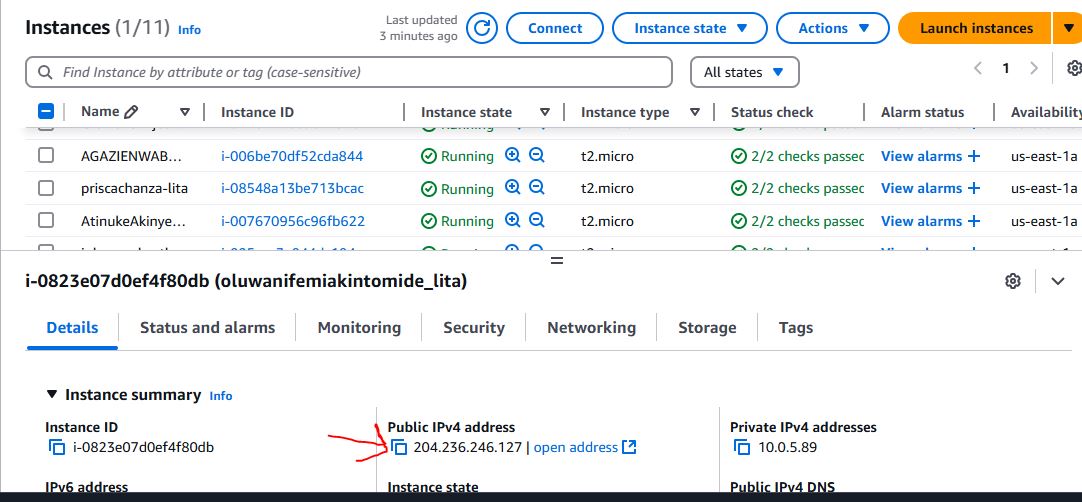 Instances (1/11) Info
Last updated
3 minutes ago
Connect
Instance state
Actions
Launch instances
Find Instance by attribute or tag (case-sensitive)
All states
1
Name Instance ID Instance state Instance type Status check Alarm status Availability
Running
AGAZIENWAB... i-006be70df52cda844 Running t2.micro 2/2 checks passec View alarms + us-east-1a
priscachanza-lita i-08548a13be713bcac Running t2.micro 2/2 checks passec View alarms + us-east-1a
AtinukeAkinye... i-007670956c96fb622 Running t2.micro 2/2 checks passec View alarms + us-east-1a
i-0823e07d0ef4f80db (oluwanifemiakintomide_lita)
Details Status and alarms Monitoring Security Networking Storage Tags
Instance summary Info
Instance ID Public IPv4 address Private IPv4 addresses
i-0823e07d0ef4f80db 204.236.246.127 | open address 10.0.5.89
IPv6 address Instance state Public IPv4 DNS